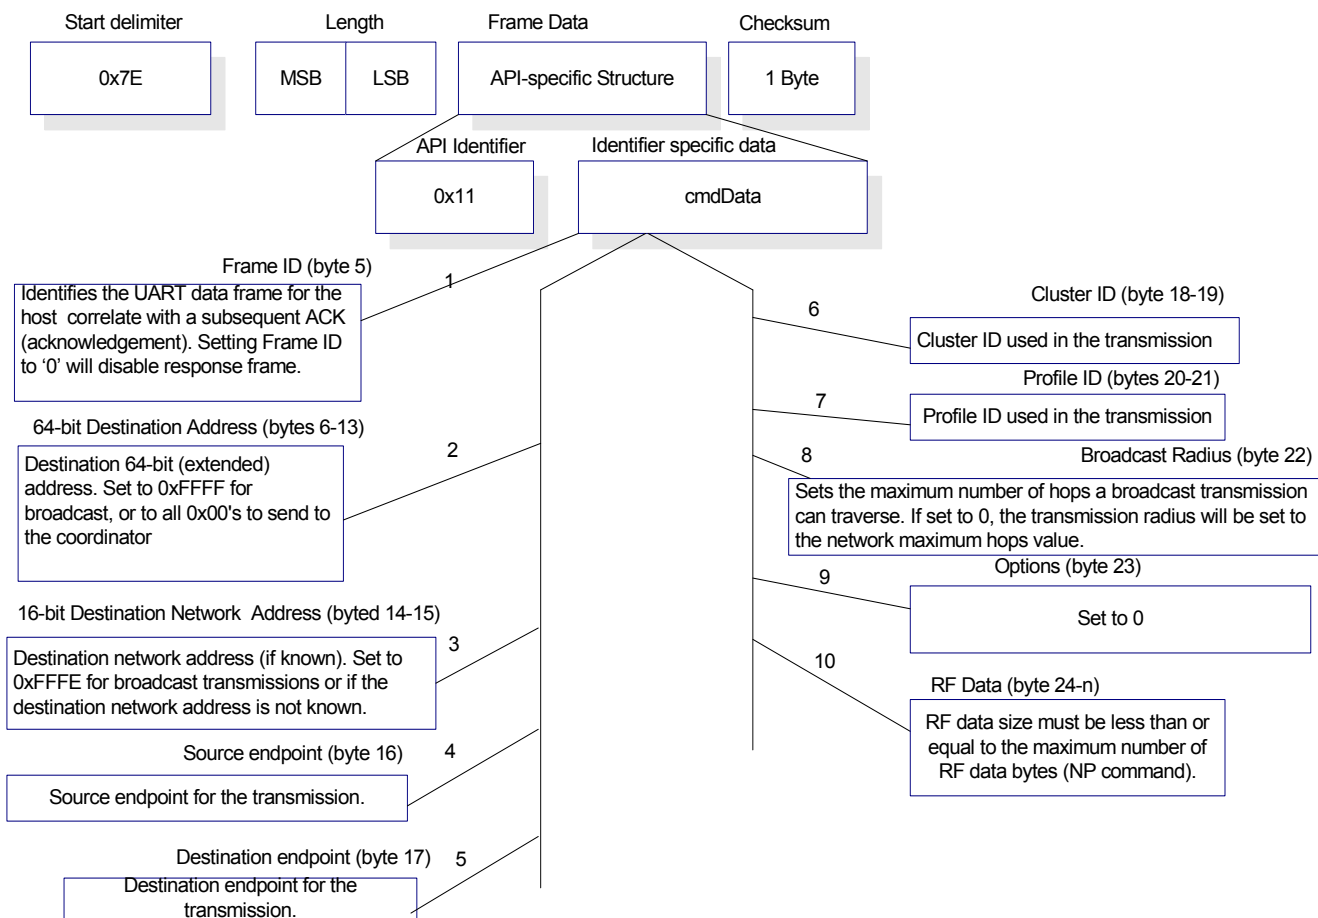 Start delimiter
Length
Frame Data
Checksum
0x7E
MSB
LSB
API-specific Structure
1 Byte
API Identifier
Identifier specific data
0x11
cmdData
Frame ID (byte 5)
1
Identifies the UART data frame for the
host  correlate with a subsequent ACK
(acknowledgement). Setting Frame ID
to ‘0’ will disable response frame.
64-bit Destination Address (bytes 6-13)
2
Destination 64-bit (extended)
address. Set to 0xFFFF for
broadcast, or to all 0x00's to send to
the coordinator
16-bit Destination Network  Address (byted 14-15)
3
Destination network address (if known). Set to
0xFFFE for broadcast transmissions or if the
destination network address is not known.
Source endpoint (byte 16)
4
Source endpoint for the transmission.
Destination endpoint (byte 17)
5
Destination endpoint for the
transmission.
Cluster ID (byte 18-19)
6
Cluster ID used in the transmission
Profile ID (bytes 20-21)
7
Profile ID used in the transmission
8
Broadcast Radius (byte 22)
Sets the maximum number of hops a broadcast transmission
can traverse. If set to 0, the transmission radius will be set to
the network maximum hops value.
Options (byte 23)
9
Set to 0
10
RF Data (byte 24-n)
RF data size must be less than or
equal to the maximum number of
RF data bytes (NP command).